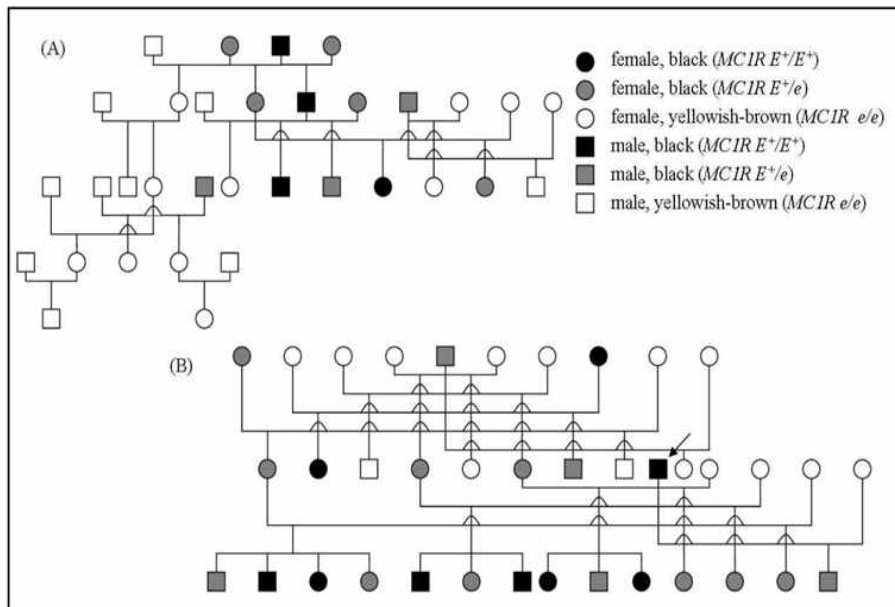 (A)
female, black (MC1R E⁺/E⁺)
female, black (MC1R E⁺/e)
female, yellowish-brown (MC1R e/e)
male, black (MC1R E⁺/E⁺)
male, black (MC1R E⁺/e)
male, yellowish-brown (MC1R e/e)
(B)